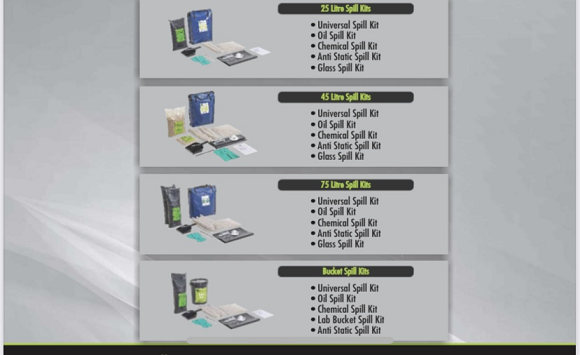 25 Litre Spill Kits
• Universal Spill Kit
• Oil Spill Kit
• Chemical Spill Kit
• Anti Static Spill Kit
• Glass Spill Kit
45 Litre Spill Kits
• Universal Spill Kit
• Oil Spill Kit
• Chemical Spill Kit
• Anti Static Spill Kit
• Glass Spill Kit
75 Litre Spill Kits
• Universal Spill Kit
• Oil Spill Kit
• Chemical Spill Kit
• Anti Static Spill Kit
• Glass Spill Kit
Bucket Spill Kits
• Universal Spill Kit
• Oil Spill Kit
• Chemical Spill Kit
• Lab Bucket Spill Kit
• Anti Static Spill Kit